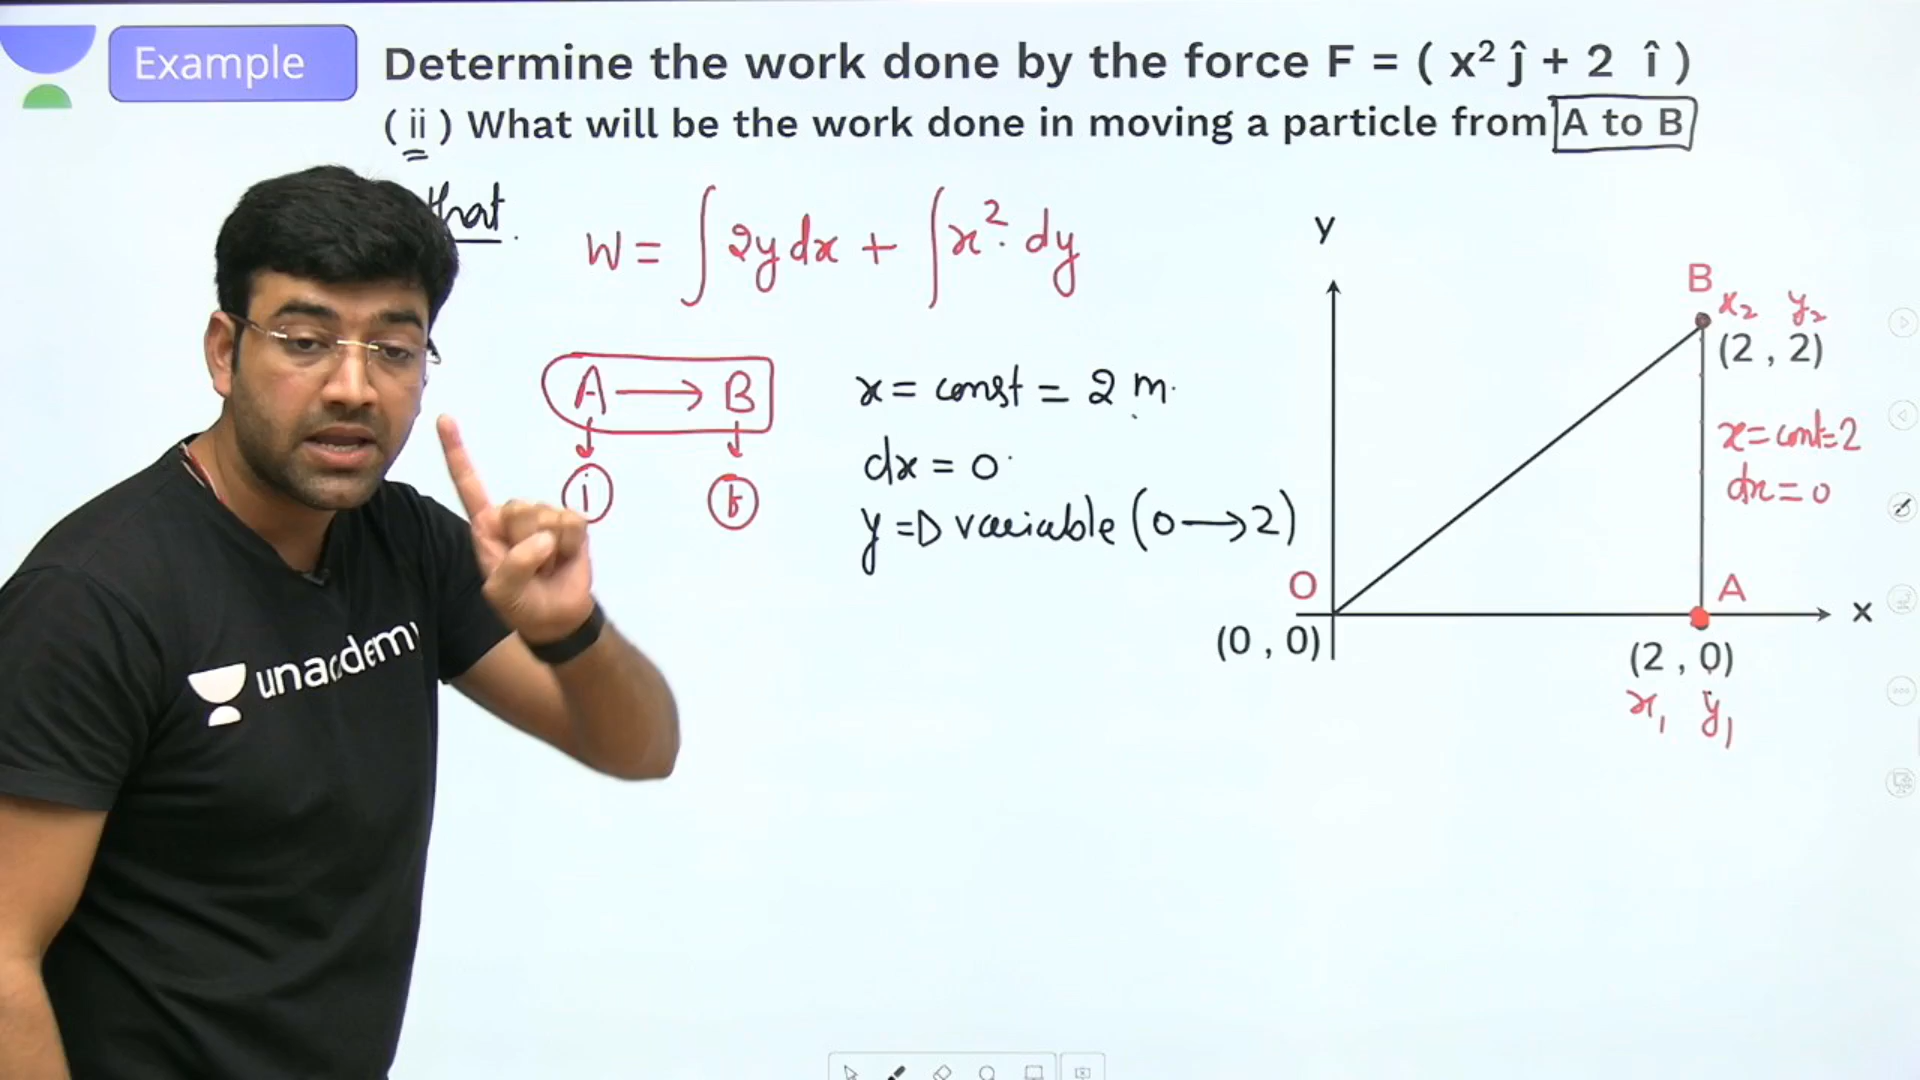 Example
Determine the work done by the force F = ( x² ĵ + 2 î )
( ii ) What will be the work done in moving a particle from A to B
that.
W = ∫ 2y dx + ∫ x². dy
A → B
i f
x = const = 2 m.
dx = 0
y => variable (0 → 2)
y
B
x₂ y₂
(2 , 2)
x = cont = 2
dx = 0
O
A
x
(0 , 0)
(2 , 0)
x₁ y₁
unacademy